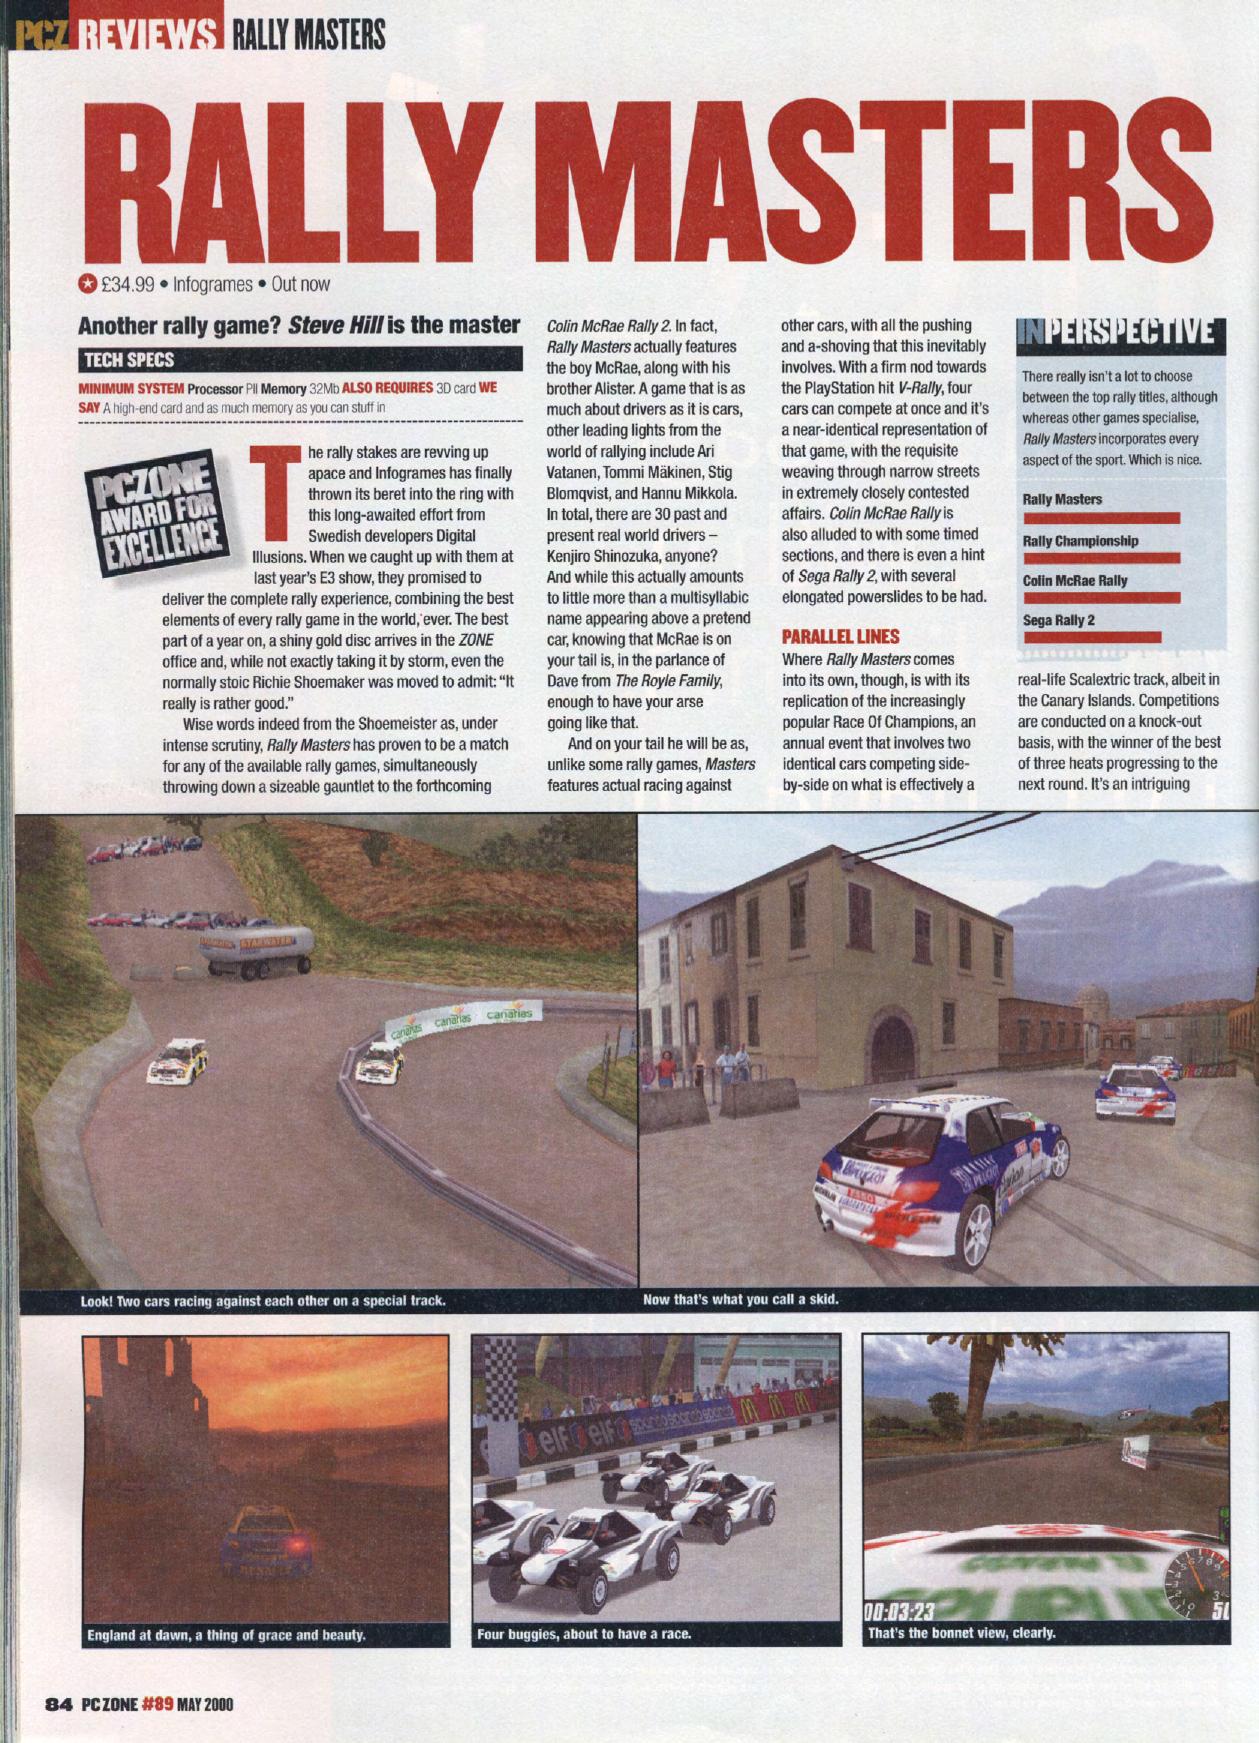 PCZ REVIEWS RALLY MASTERS
RALLY MASTERS
£34.99 • Infogrames • Out now
Another rally game? Steve Hill is the master
TECH SPECS
MINIMUM SYSTEM Processor PII Memory 32Mb ALSO REQUIRES 3D card WE
SAY A high-end card and as much memory as you can stuff in
PCZONE
AWARD FOR
EXCELLENCE
The rally stakes are revving up
apace and Infogrames has finally
thrown its beret into the ring with
this long-awaited effort from
Swedish developers Digital
Illusions. When we caught up with them at
last year's E3 show, they promised to
deliver the complete rally experience, combining the best
elements of every rally game in the world, ever. The best
part of a year on, a shiny gold disc arrives in the ZONE
office and, while not exactly taking it by storm, even the
normally stoic Richie Shoemaker was moved to admit: "It
really is rather good."
Wise words indeed from the Shoemeister as, under
intense scrutiny, Rally Masters has proven to be a match
for any of the available rally games, simultaneously
throwing down a sizeable gauntlet to the forthcoming
Colin McRae Rally 2. In fact,
Rally Masters actually features
the boy McRae, along with his
brother Alister. A game that is as
much about drivers as it is cars,
other leading lights from the
world of rallying include Ari
Vatanen, Tommi Mäkinen, Stig
Blomqvist, and Hannu Mikkola.
In total, there are 30 past and
present real world drivers –
Kenjiro Shinozuka, anyone?
And while this actually amounts
to little more than a multisyllabic
name appearing above a pretend
car, knowing that McRae is on
your tail is, in the parlance of
Dave from The Royle Family,
enough to have your arse
going like that.
And on your tail he will be as,
unlike some rally games, Masters
features actual racing against
other cars, with all the pushing
and a-shoving that this inevitably
involves. With a firm nod towards
the PlayStation hit V-Rally, four
cars can compete at once and it's
a near-identical representation of
that game, with the requisite
weaving through narrow streets
in extremely closely contested
affairs. Colin McRae Rally is
also alluded to with some timed
sections, and there is even a hint
of Sega Rally 2, with several
elongated powerslides to be had.
PARALLEL LINES
Where Rally Masters comes
into its own, though, is with its
replication of the increasingly
popular Race Of Champions, an
annual event that involves two
identical cars competing side-
by-side on what is effectively a
INPERSPECTIVE
There really isn't a lot to choose
between the top rally titles, although
whereas other games specialise,
Rally Masters incorporates every
aspect of the sport. Which is nice.
Rally Masters
Rally Championship
Colin McRae Rally
Sega Rally 2
real-life Scalextric track, albeit in
the Canary Islands. Competitions
are conducted on a knock-out
basis, with the winner of the best
of three heats progressing to the
next round. It's an intriguing
STARWATER
canarias canarias canarias
Look! Two cars racing against each other on a special track.
PEUGEOT
ESSO
MICHELIN
Now that's what you call a skid.
RENAULT
England at dawn, a thing of grace and beauty.
elf elf sparco sparco sparco
Four buggies, about to have a race.
00:03:23
50
That's the bonnet view, clearly.
84 PCZONE #89 MAY 2000